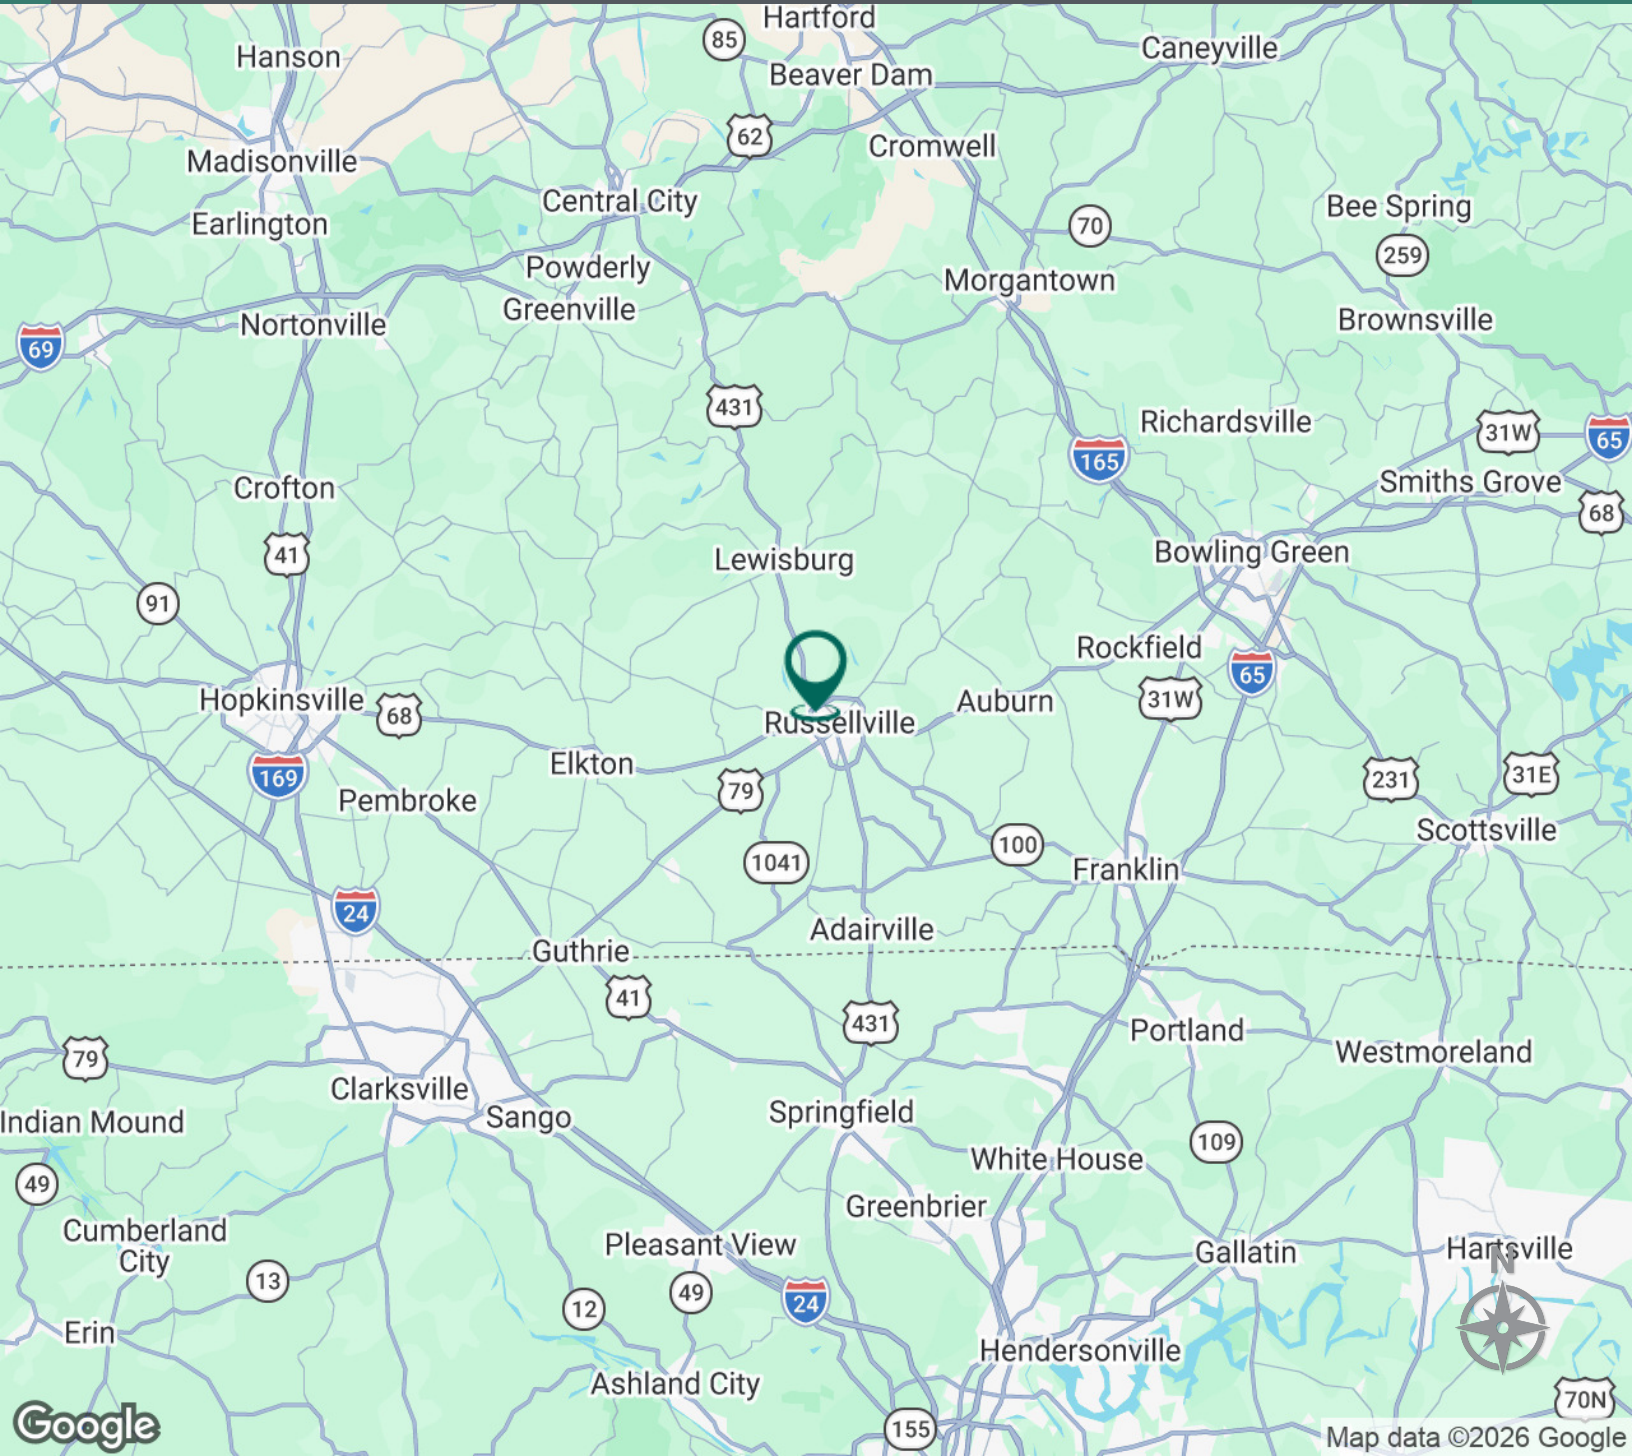 Hartford
85
Caneyville
Hanson
Beaver Dam
62
Cromwell
Madisonville
Central City
Bee Spring
Earlington
70
259
Powderly
Morgantown
Greenville
Brownsville
Nortonville
69
431
Richardsville
31W
65
165
Smiths Grove
Crofton
68
41
Bowling Green
Lewisburg
91
Rockfield
65
Hopkinsville
68
Auburn
31W
Russellville
Elkton
169
79
231
31E
Pembroke
Scottsville
100
1041
Franklin
24
Adairville
Guthrie
41
431
Portland
79
Westmoreland
Clarksville
Springfield
Sango
Indian Mound
109
White House
49
Greenbrier
Cumberland
City
Pleasant View
Gallatin
Hartsville
N
13
49
24
12
Erin
Hendersonville
Ashland City
70N
Google
155
Map data ©2026 Google